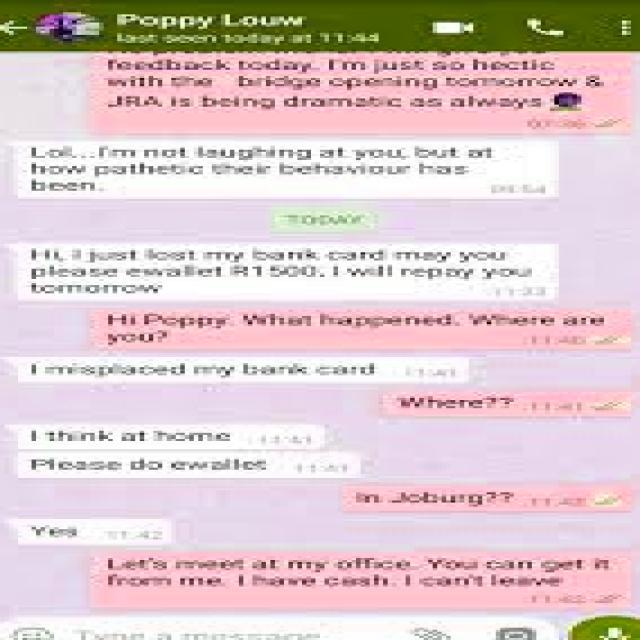 Poppy Louw
last seen today at 11:44
feedback today. I'm just so hectic
with the bridge opening tomorrow &
JRA is being dramatic as always
07:36
Lol...I'm not laughing at you, but at
how pathetic their behaviour has
been.
09:54
TODAY
Hi, I just lost my bank card may you
please ewallet R1500, I will repay you
tomorrow
11:33
Hi Poppy. What happened. Where are
you?
11:40
I misplaced my bank card 11:41
Where?? 11:41
I think at home 11:41
Please do ewallet 11:41
In Joburg?? 11:42
Yes 11:42
Let's meet at my office. You can get it
from me. I have cash. I can't leave
11:42
Type a message